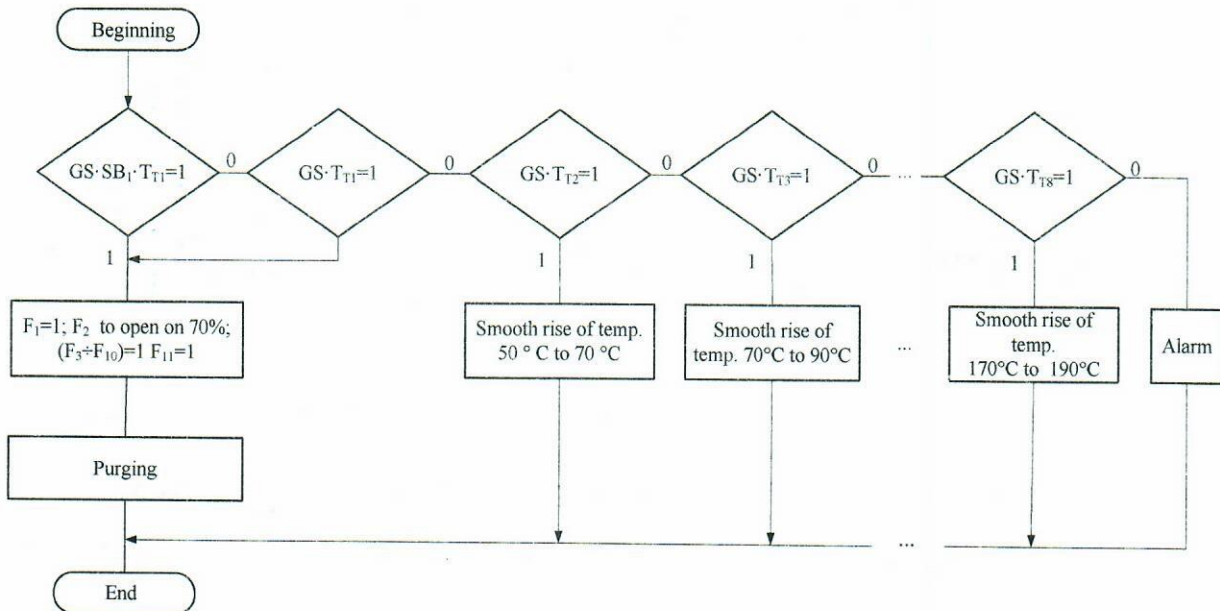 Beginning
GS·SB₁·T_T1=1
0
GS·T_T1=1
0
GS·T_T2=1
0
GS·T_T3=1
0
...
GS·T_T8=1
0
1
1
1
1
F₁=1; F₂ to open on 70%;
(F₃÷F₁₀)=1 F₁₁=1
Smooth rise of temp.
50 ° C to 70 °C
Smooth rise of
temp. 70°C to 90°C
...
Smooth rise of
temp.
170°C to 190°C
Alarm
Purging
...
End